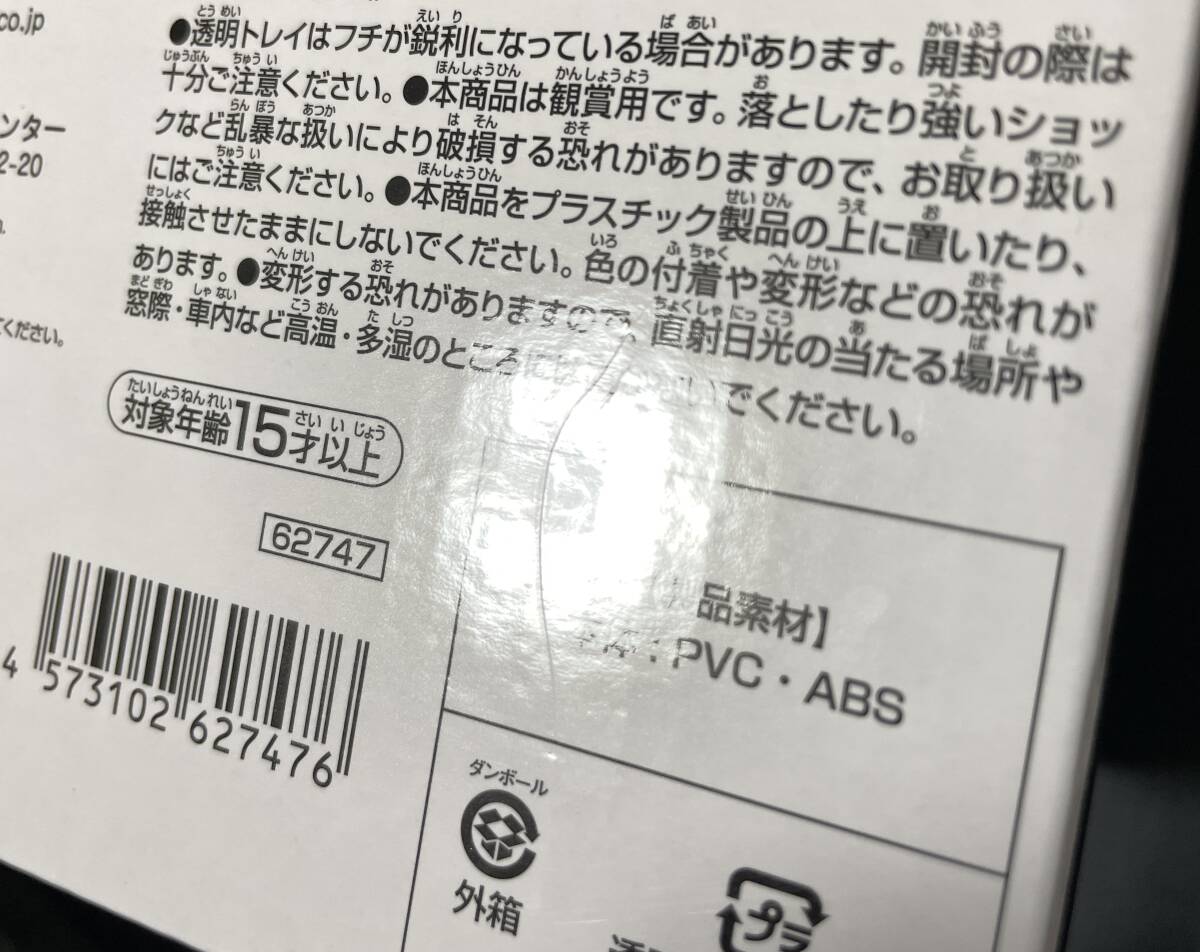 co.jp
ンター
2-20
てください。
●透明トレイはフチが鋭利になっている場合があります。開封の際は
十分ご注意ください。●本商品は観賞用です。落としたり強いショッ
クなど乱暴な扱いにより破損する恐れがありますので、お取り扱い
にはご注意ください。●本商品をプラスチック製品の上に置いたり、
接触させたままにしないでください。色の付着や変形などの恐れが
あります。●変形する恐れがありますので、直射日光の当たる場所や
窓際・車内など高温・多湿のところには でください。
対象年齢15才以上
62747
4 573102 627476
品素材】
:PVC・ABS
ダンボール
外箱
プラ